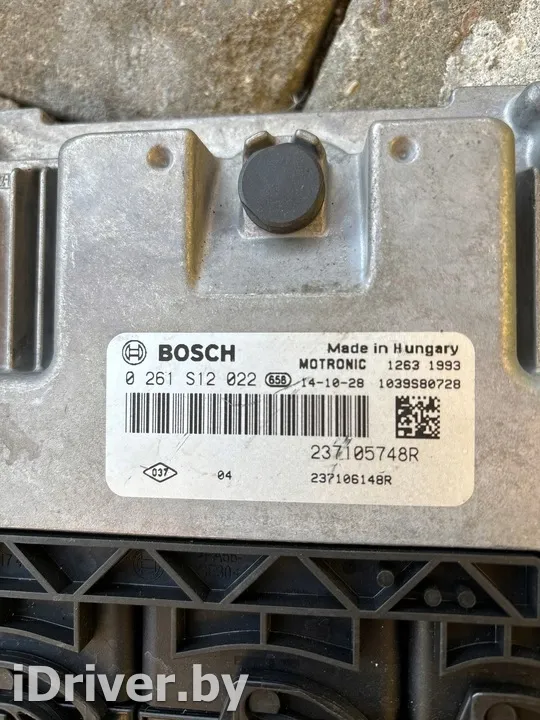 BOSCH Made in Hungary
MOTRONIC 1263 1993
0 261 S12 022 658 14-10-28 1039S80728
237105748R
037 04 237106148R
iDriver.by